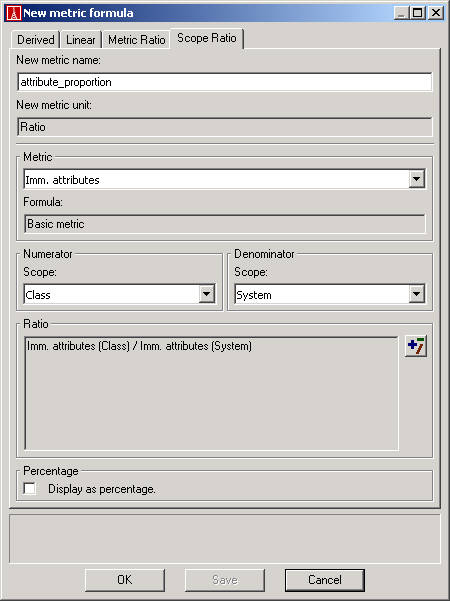 New metric formula
Derived Linear Metric Ratio Scope Ratio
New metric name:
attribute_proportion
New metric unit:
Ratio
Metric
Imm. attributes
Formula:
Basic metric
Numerator Denominator
Scope: Scope:
Class System
Ratio
Imm. attributes (Class) / Imm. attributes (System)
Percentage
Display as percentage.
OK Save Cancel